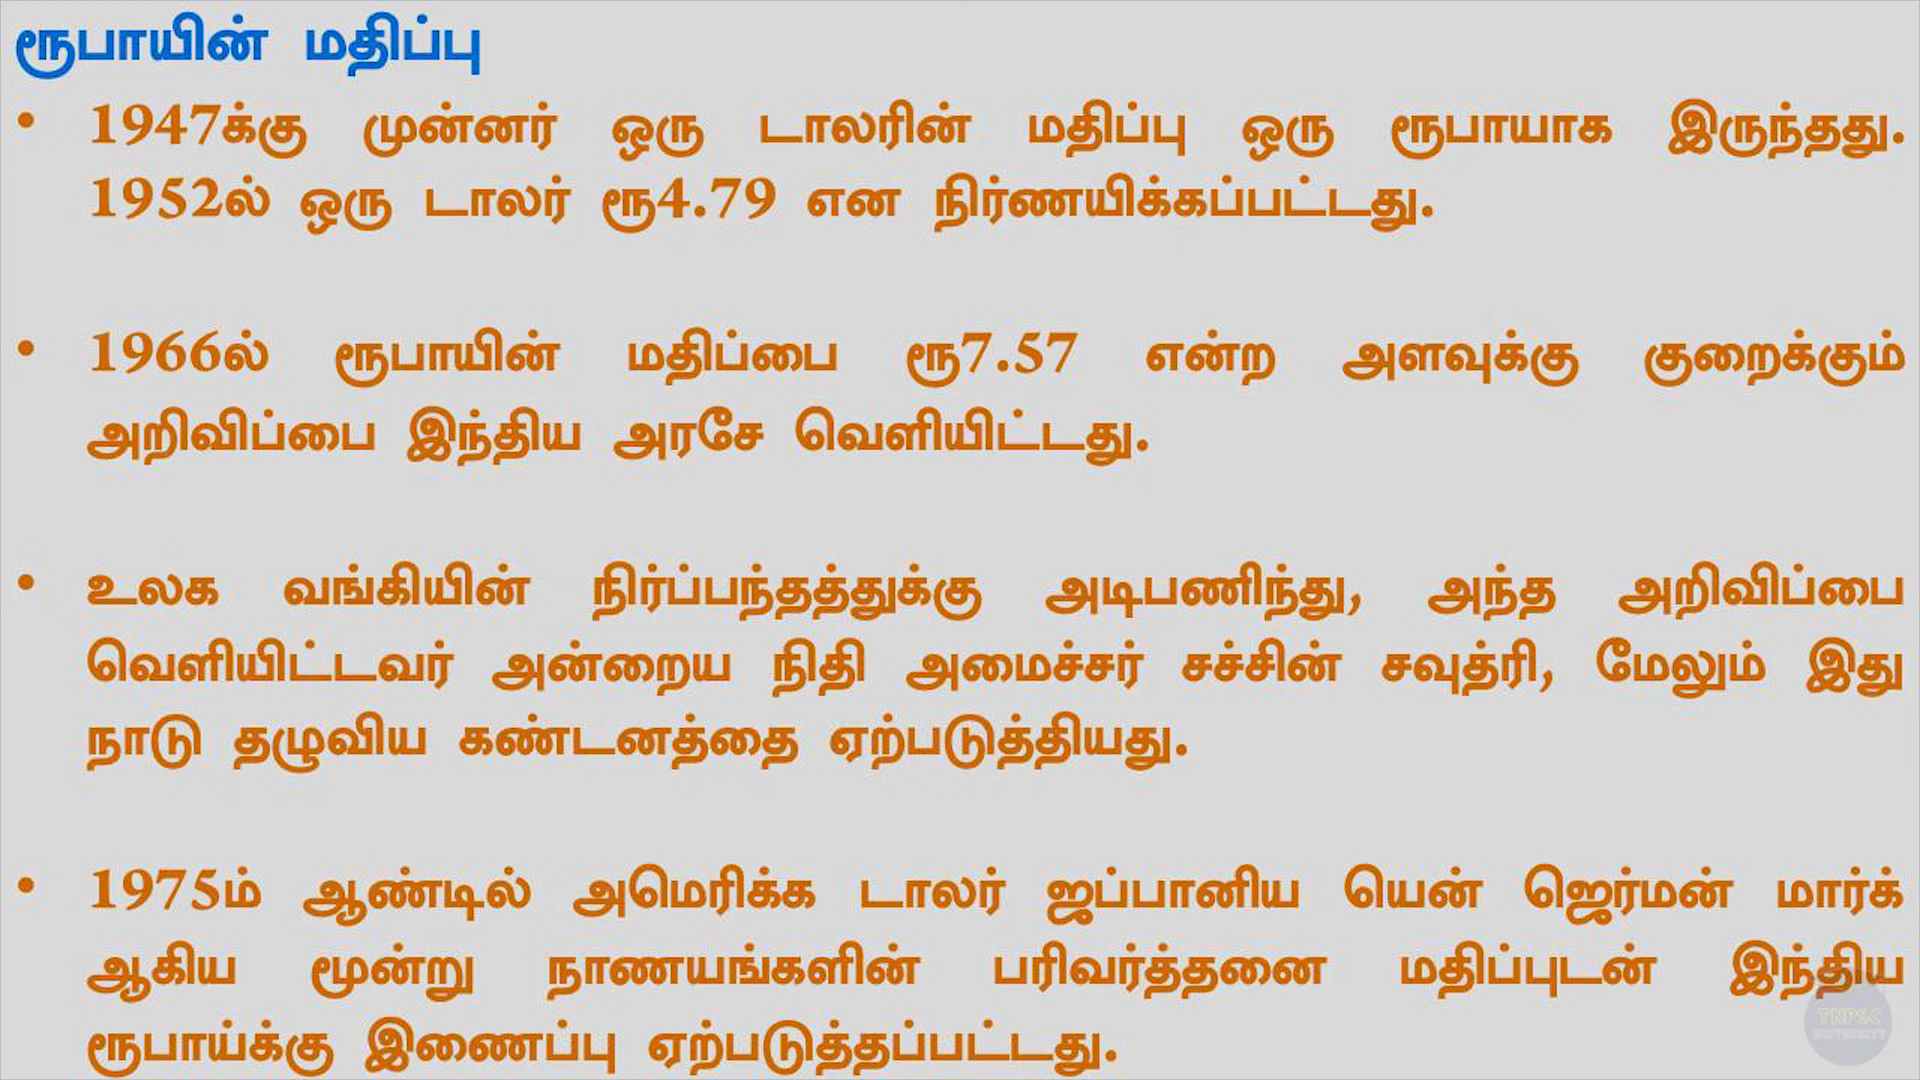 ரூபாயின் மதிப்பு
• 1947க்கு முன்னர் ஒரு டாலரின் மதிப்பு ஒரு ரூபாயாக இருந்தது.
1952ல் ஒரு டாலர் ரூ4.79 என நிர்ணயிக்கப்பட்டது.
• 1966ல் ரூபாயின் மதிப்பை ரூ7.57 என்ற அளவுக்கு குறைக்கும்
அறிவிப்பை இந்திய அரசே வெளியிட்டது.
• உலக வங்கியின் நிர்ப்பந்தத்துக்கு அடிபணிந்து, அந்த அறிவிப்பை
வெளியிட்டவர் அன்றைய நிதி அமைச்சர் சச்சின் சவுத்ரி, மேலும் இது
நாடு தழுவிய கண்டனத்தை ஏற்படுத்தியது.
• 1975ம் ஆண்டில் அமெரிக்க டாலர் ஜப்பானிய யென் ஜெர்மன் மார்க்
ஆகிய மூன்று நாணயங்களின் பரிவர்த்தனை மதிப்புடன் இந்திய
ரூபாய்க்கு இணைப்பு ஏற்படுத்தப்பட்டது.
TNPSC
UNIVERSITY